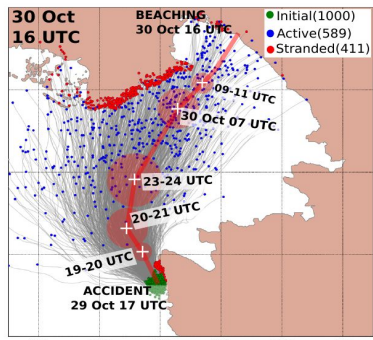 30 Oct
16 UTC
BEACHING
30 Oct 16 UTC
Initial(1000)
Active(589)
Stranded(411)
09-11 UTC
30 Oct 07 UTC
23-24 UTC
20-21 UTC
19-20 UTC
ACCIDENT
29 Oct 17 UTC